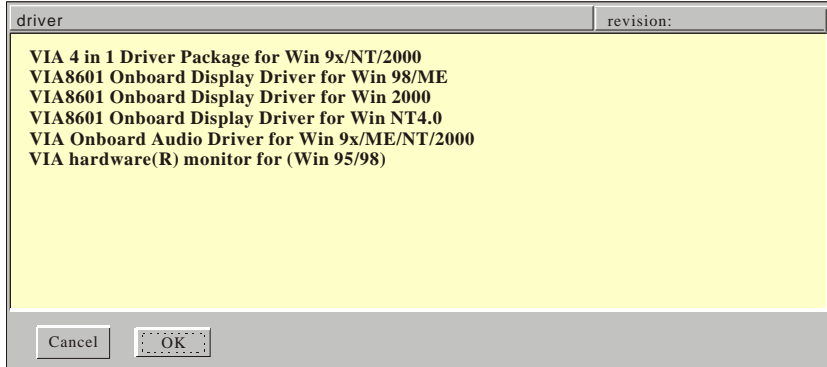 driver revision:
VIA 4 in 1 Driver Package for Win 9x/NT/2000
VIA8601 Onboard Display Driver for Win 98/ME
VIA8601 Onboard Display Driver for Win 2000
VIA8601 Onboard Display Driver for Win NT4.0
VIA Onboard Audio Driver for Win 9x/ME/NT/2000
VIA hardware(R) monitor for (Win 95/98)
Cancel OK